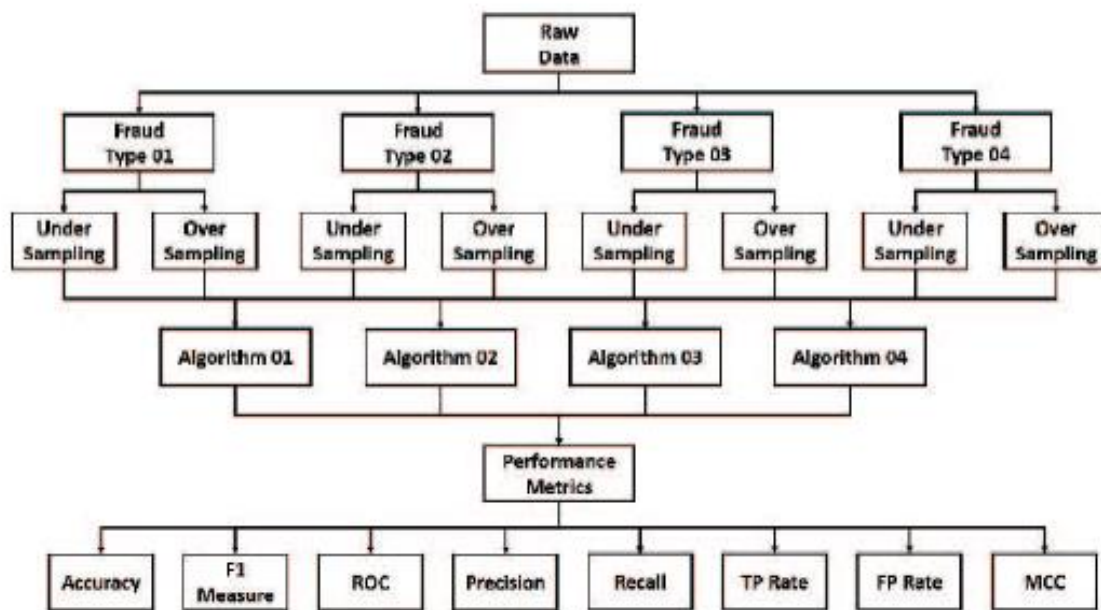 Raw
Data
Fraud
Type 01
Fraud
Type 02
Fraud
Type 03
Fraud
Type 04
Under
Sampling
Over
Sampling
Under
Sampling
Over
Sampling
Under
Sampling
Over
Sampling
Under
Sampling
Over
Sampling
Algorithm 01
Algorithm 02
Algorithm 03
Algorithm 04
Performance
Metrics
Accuracy
F1
Measure
ROC
Precision
Recall
TP Rate
FP Rate
MCC